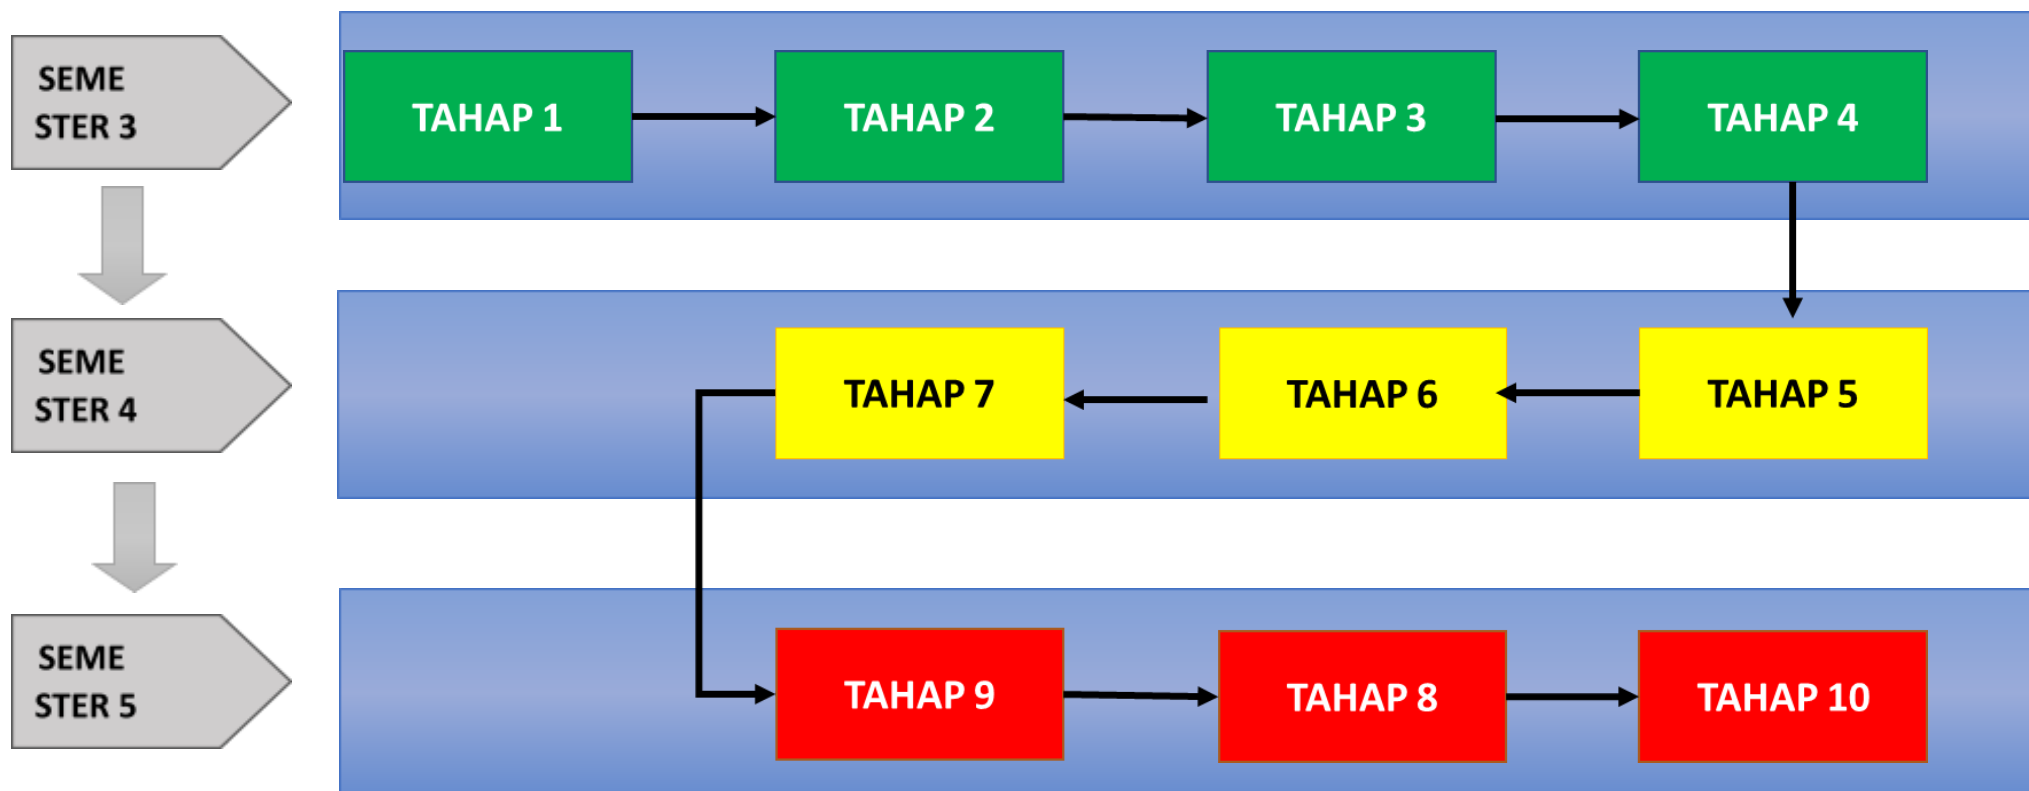 SEME
STER 3
TAHAP 1
TAHAP 2
TAHAP 3
TAHAP 4
SEME
STER 4
TAHAP 7
TAHAP 6
TAHAP 5
SEME
STER 5
TAHAP 9
TAHAP 8
TAHAP 10